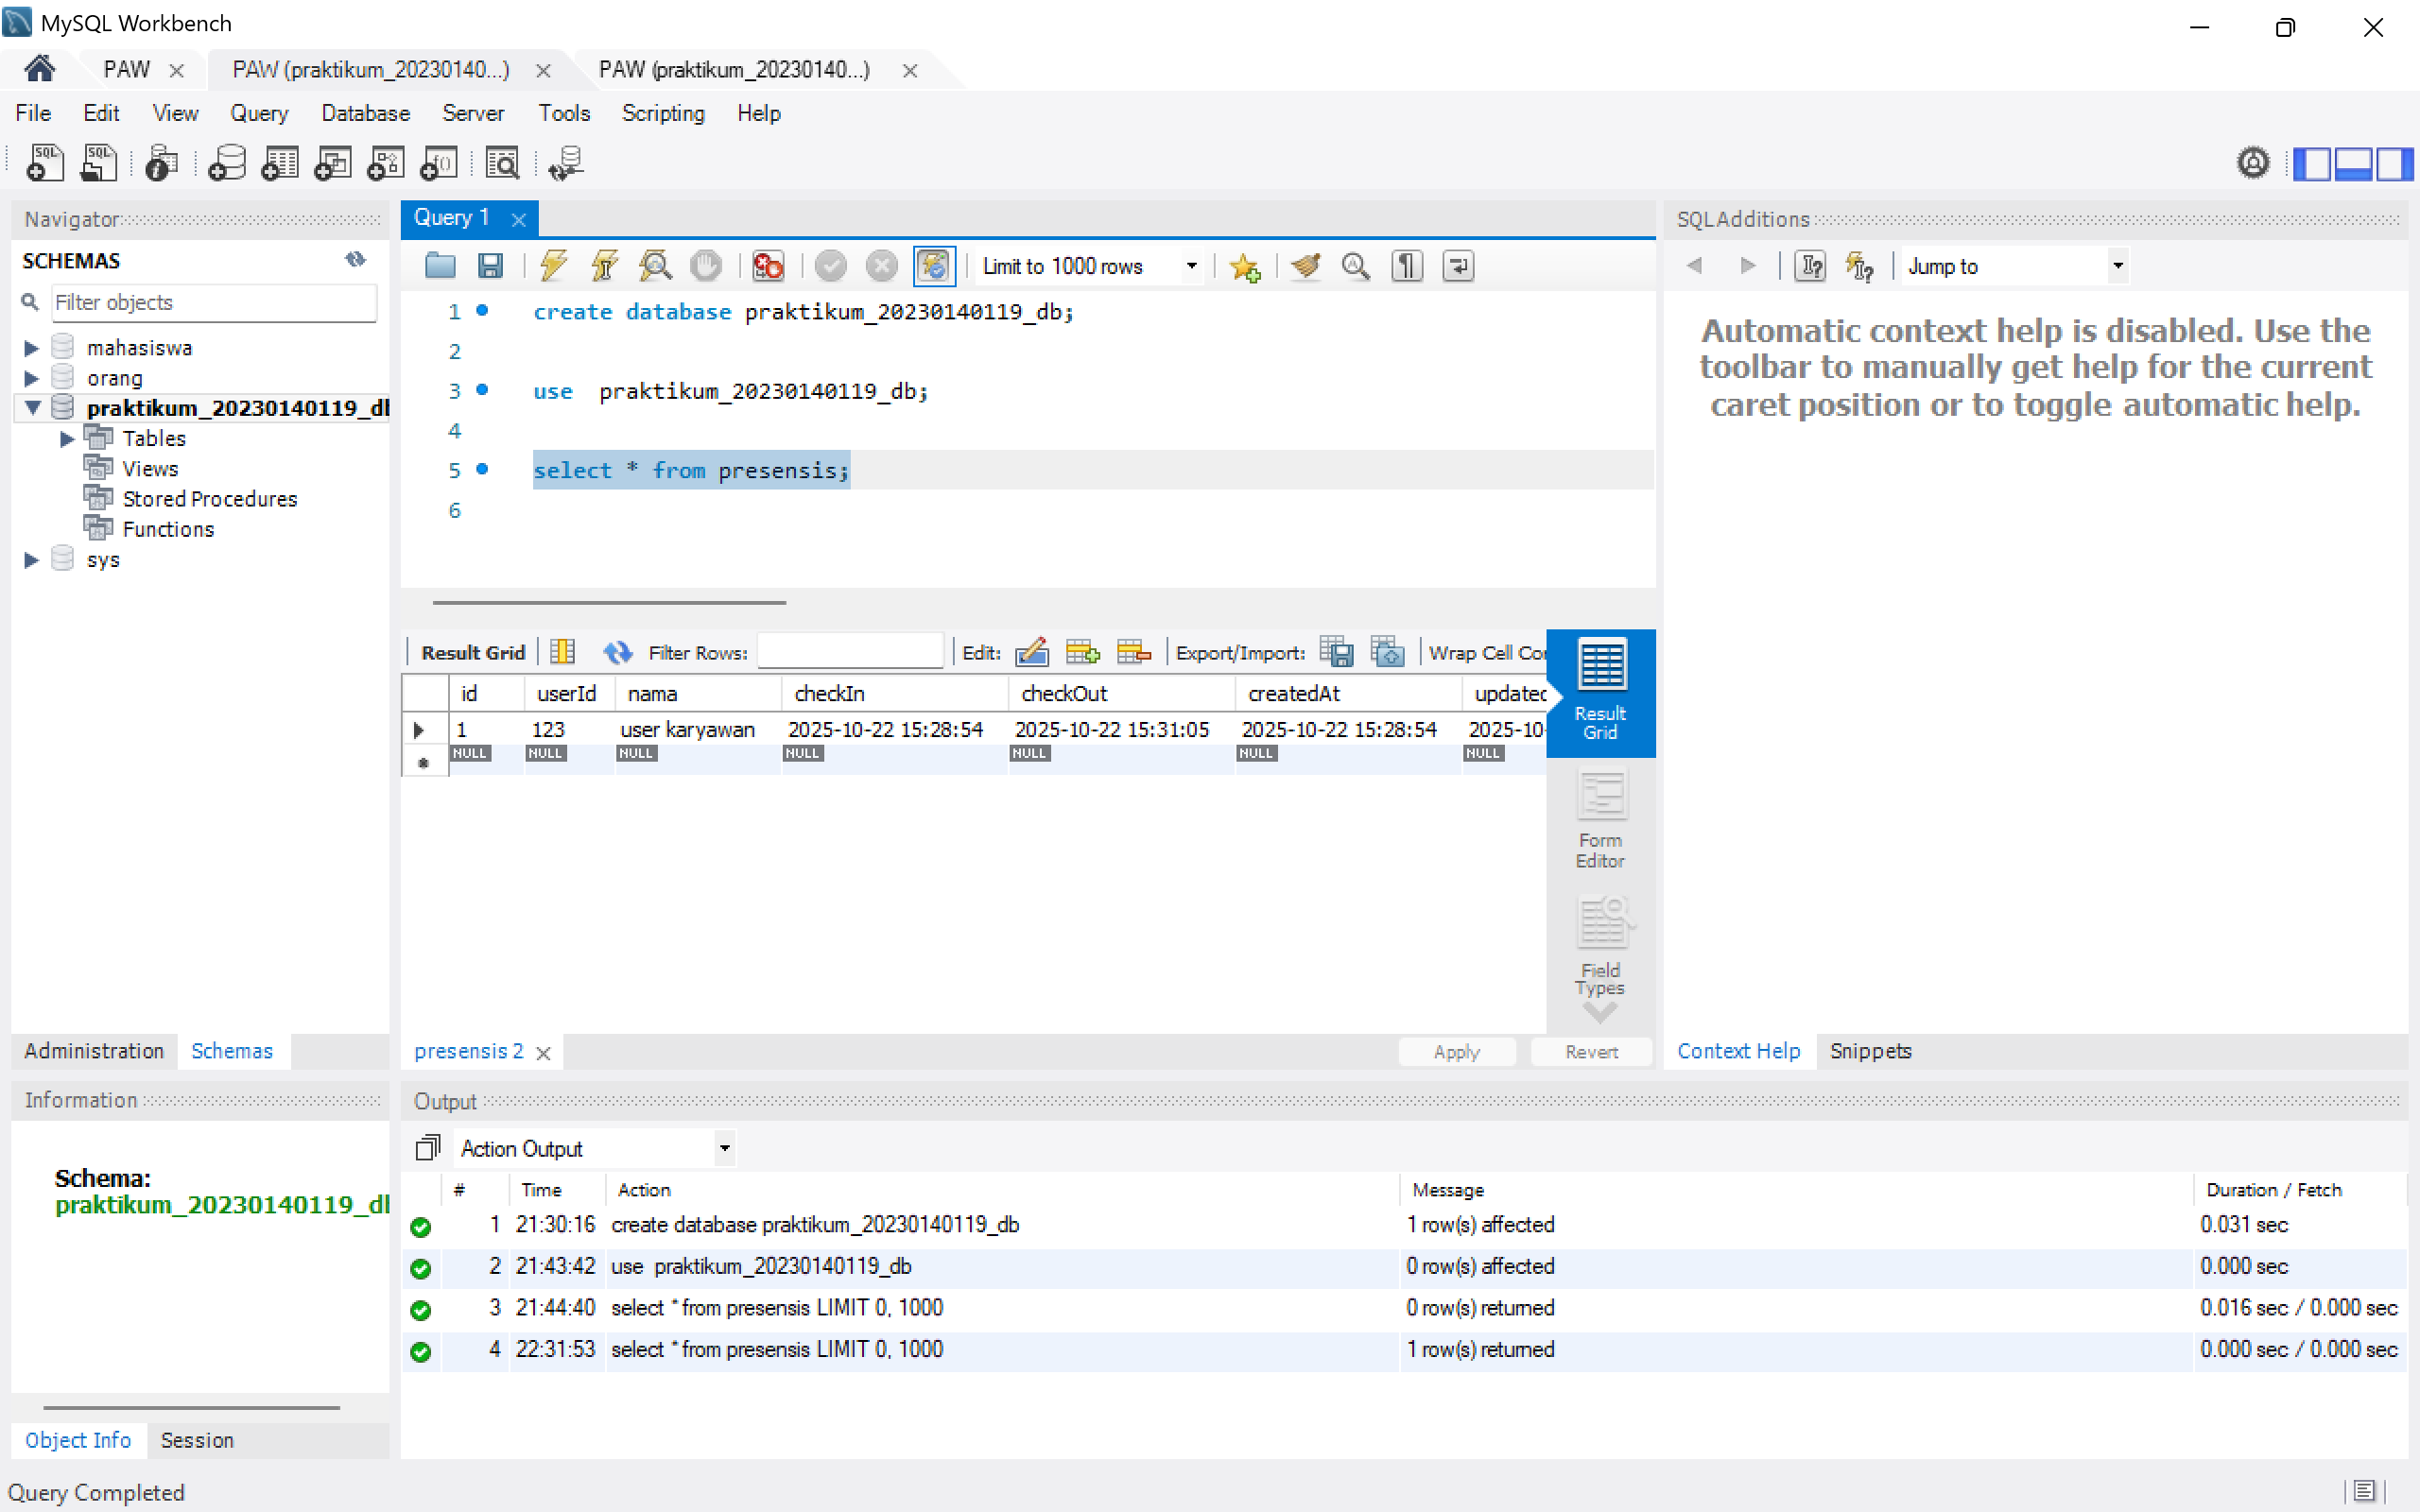 MySQL Workbench
PAW
PAW (praktikum_20230140...)
PAW (praktikum_20230140...)
File Edit View Query Database Server Tools Scripting Help
Navigator
SCHEMAS
Filter objects
mahasiswa
orang
praktikum_20230140119_d
Tables
Views
Stored Procedures
Functions
sys
Administration Schemas
Information
Schema:
praktikum_20230140119_d
Object Info Session
Query 1
Limit to 1000 rows
1 create database praktikum_20230140119_db;
2
3 use praktikum_20230140119_db;
4
5 select * from presensis;
6
Result Grid Filter Rows: Edit: Export/Import: Wrap Cell Co
id userId nama checkIn checkOut createdAt update
1 123 user karyawan 2025-10-22 15:28:54 2025-10-22 15:31:05 2025-10-22 15:28:54 2025-10-
NULL NULL NULL NULL NULL NULL NULL
Result
Grid
Form
Editor
Field
Types
presensis 2
Apply Revert
SQLAdditions
Jump to
Automatic context help is disabled. Use the
toolbar to manually get help for the current
caret position or to toggle automatic help.
Context Help Snippets
Output
Action Output
# Time Action Message Duration / Fetch
1 21:30:16 create database praktikum_20230140119_db 1 row(s) affected 0.031 sec
2 21:43:42 use praktikum_20230140119_db 0 row(s) affected 0.000 sec
3 21:44:40 select * from presensis LIMIT 0, 1000 0 row(s) returned 0.016 sec / 0.000 sec
4 22:31:53 select * from presensis LIMIT 0, 1000 1 row(s) returned 0.000 sec / 0.000 sec
Query Completed